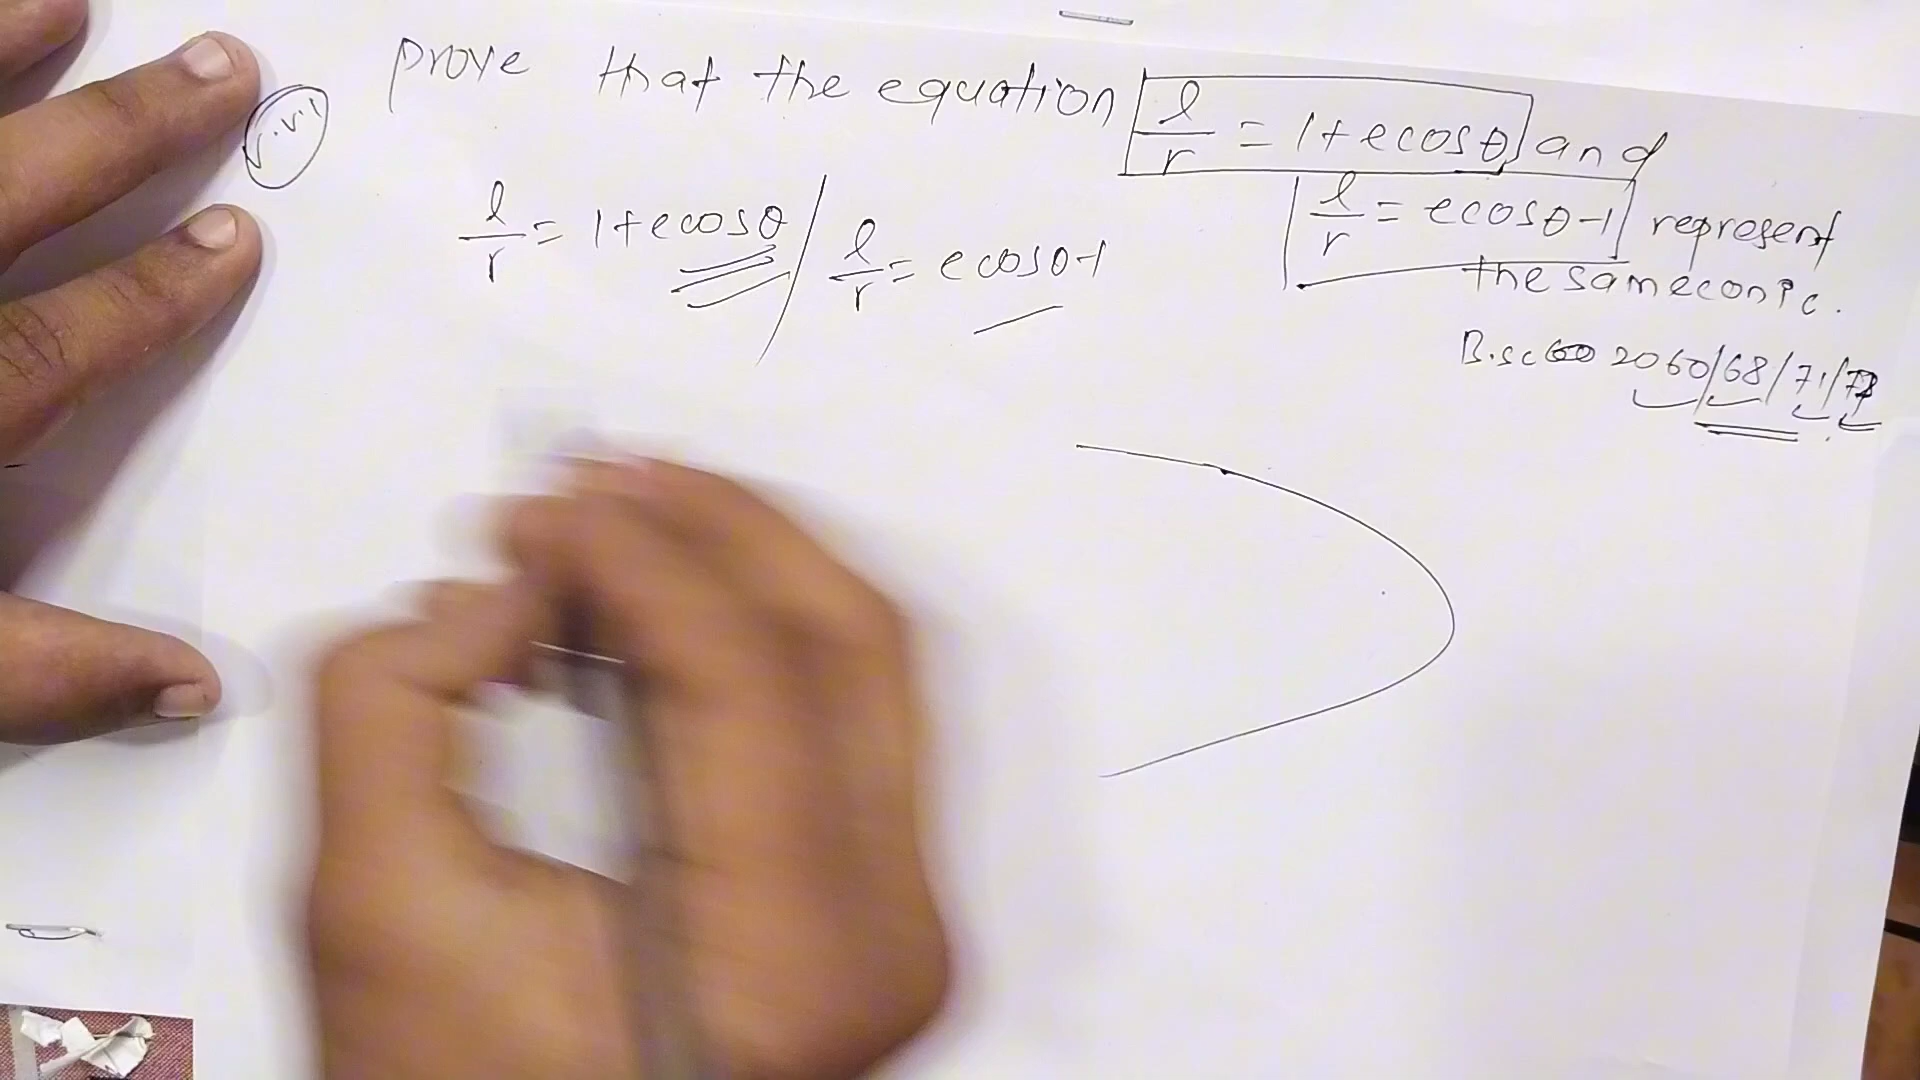 v.v.1
prove that the equation l/r = 1+ecosθ and
l/r = ecosθ-1 represent
the same conic.
l/r = 1+ecosθ / l/r = ecosθ-1
B.sc 2060/68/71/